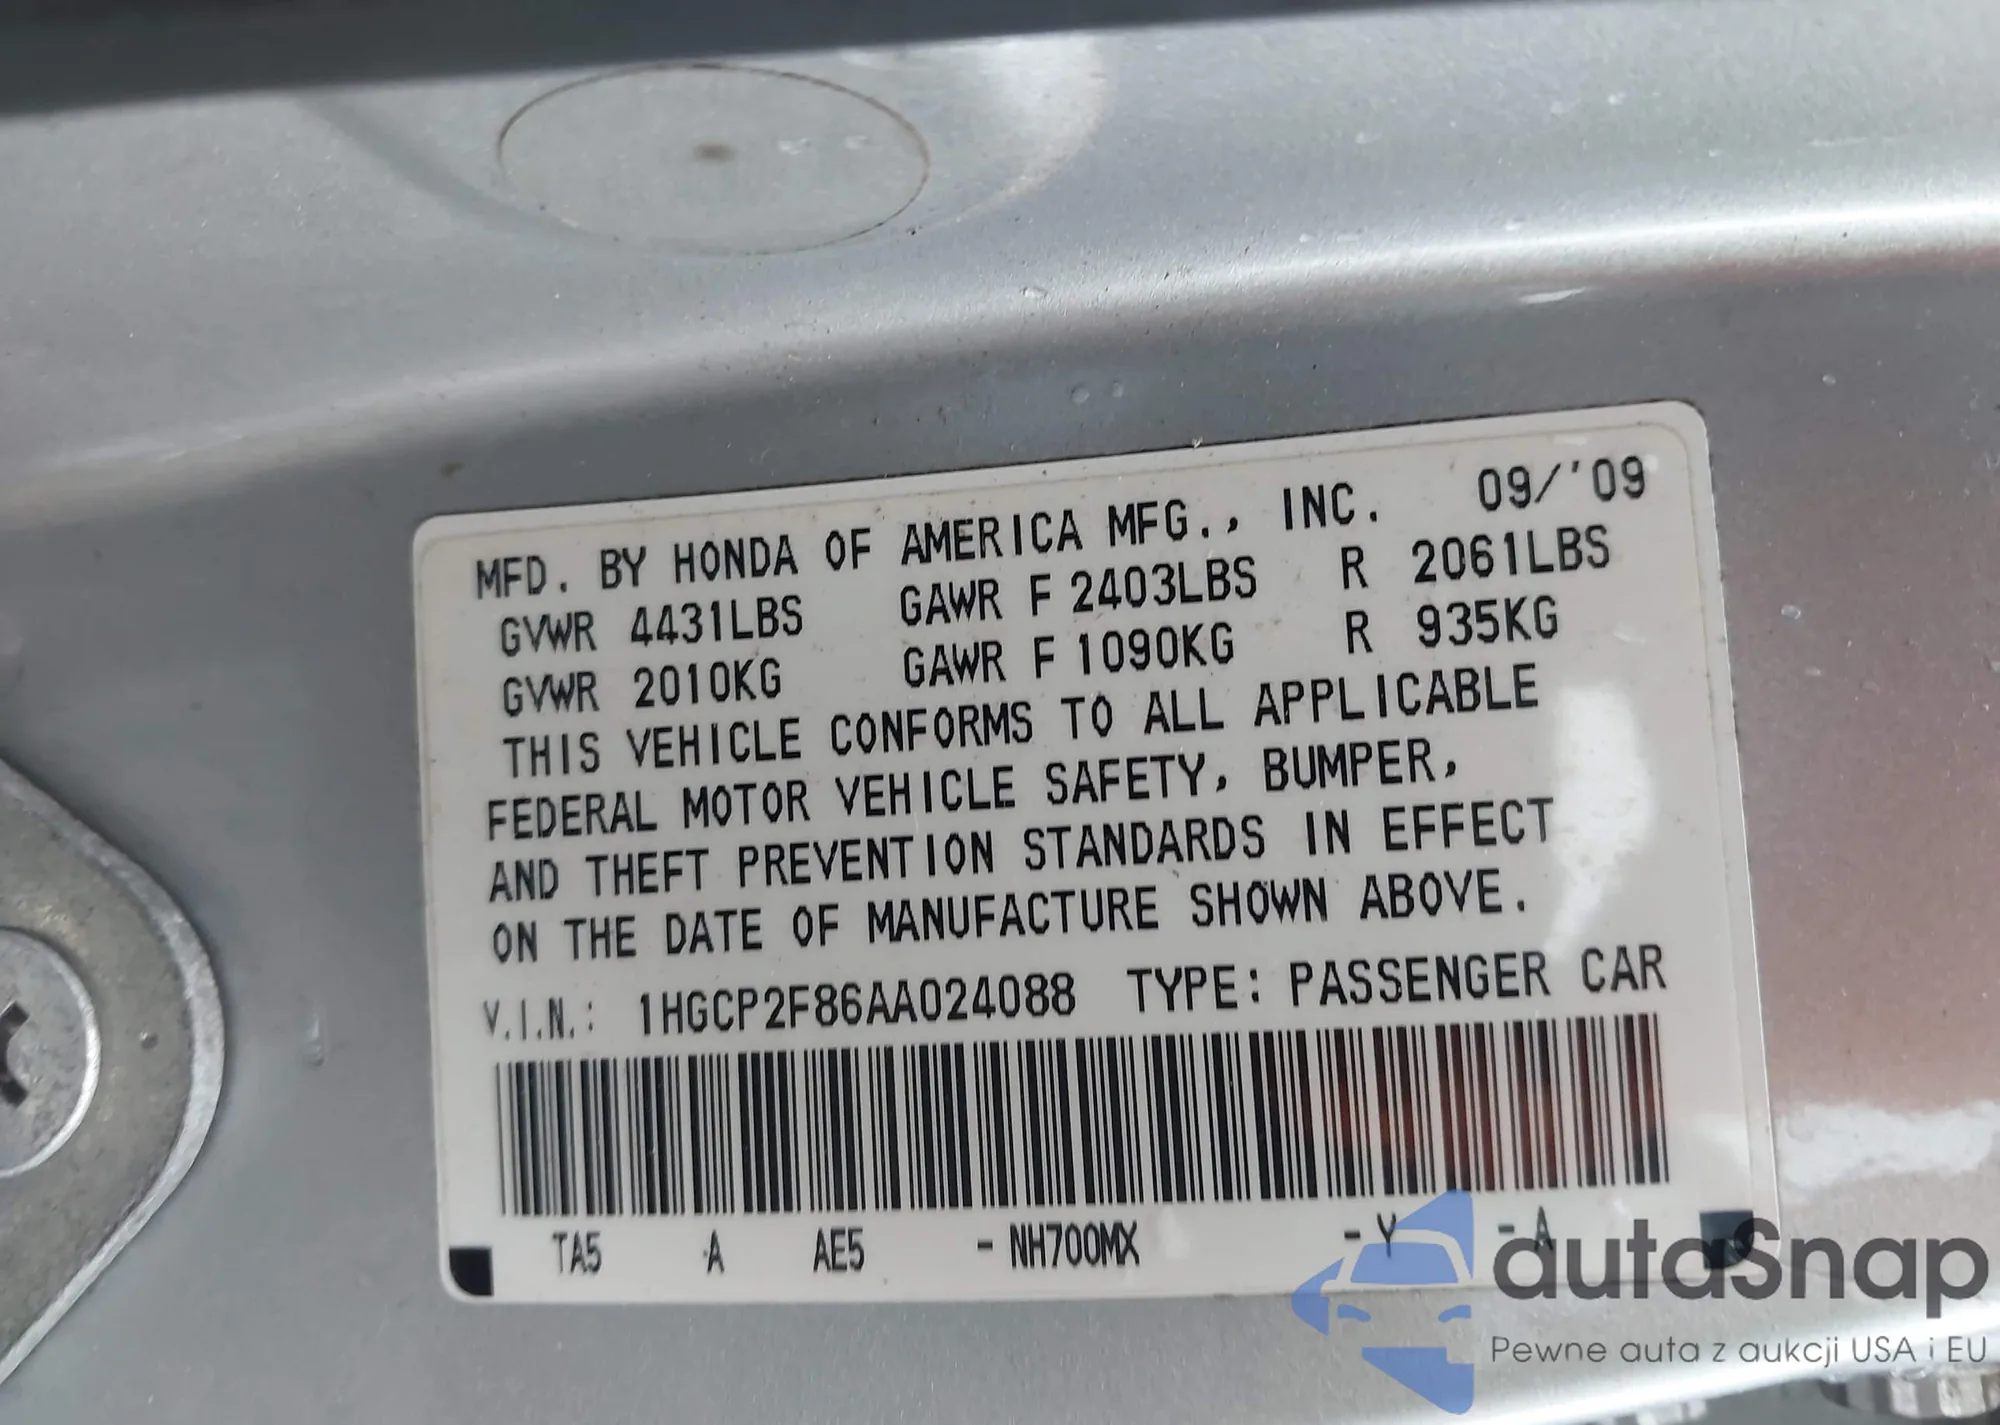 MFD. BY HONDA OF AMERICA MFG., INC. 09/'09
GVWR 4431LBS GAWR F 2403LBS R 2061LBS
GVWR 2010KG GAWR F 1090KG R 935KG
THIS VEHICLE CONFORMS TO ALL APPLICABLE
FEDERAL MOTOR VEHICLE SAFETY, BUMPER,
AND THEFT PREVENTION STANDARDS IN EFFECT
ON THE DATE OF MANUFACTURE SHOWN ABOVE.
V.I.N.: 1HGCP2F86AA024088 TYPE: PASSENGER CAR
TA5 A AE5 - NH700MX - Y - A
autaSnap
Pewne auta z aukcji USA i EU